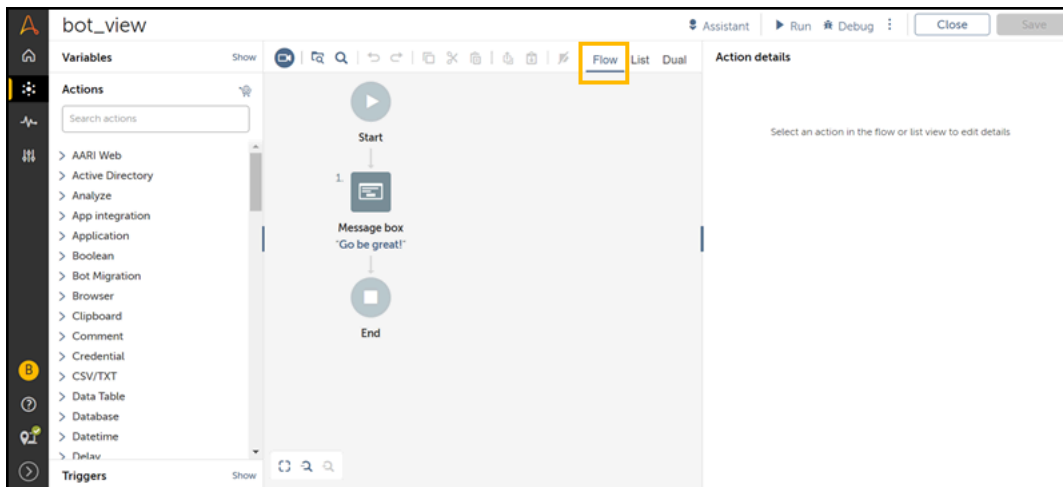 bot_view
Assistant
Run
Debug
Close
Save
Variables
Show
Flow
List
Dual
Action details
Actions
Search actions
Select an action in the flow or list view to edit details
AARI Web
Active Directory
Analyze
App integration
Application
Boolean
Bot Migration
Browser
Clipboard
Comment
Credential
CSV/TXT
Data Table
Database
Datetime
Delay
Triggers
Show
Start
1.
Message box
"Go be great!"
End
B